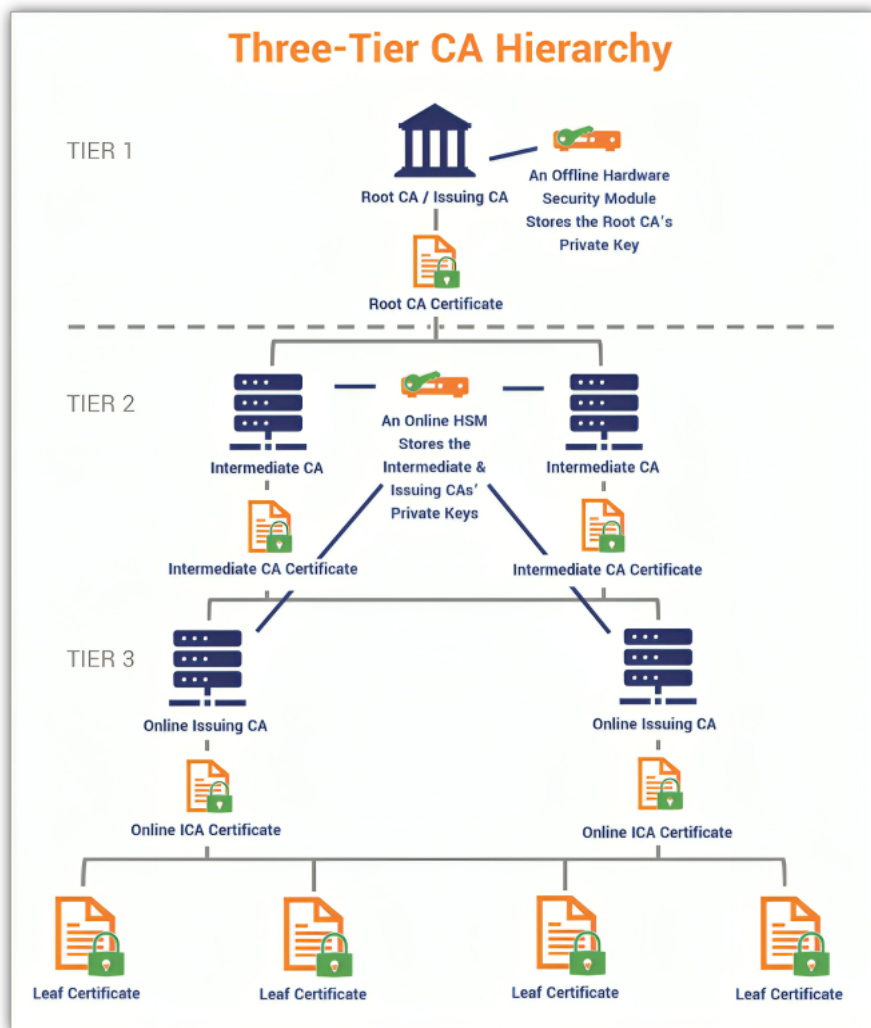 Three-Tier CA Hierarchy
TIER 1
Root CA / Issuing CA
An Offline Hardware
Security Module
Stores the Root CA's
Private Key
Root CA Certificate
TIER 2
Intermediate CA
An Online HSM
Stores the
Intermediate &
Issuing CAs'
Private Keys
Intermediate CA
Intermediate CA Certificate
Intermediate CA Certificate
TIER 3
Online Issuing CA
Online Issuing CA
Online ICA Certificate
Online ICA Certificate
Leaf Certificate
Leaf Certificate
Leaf Certificate
Leaf Certificate